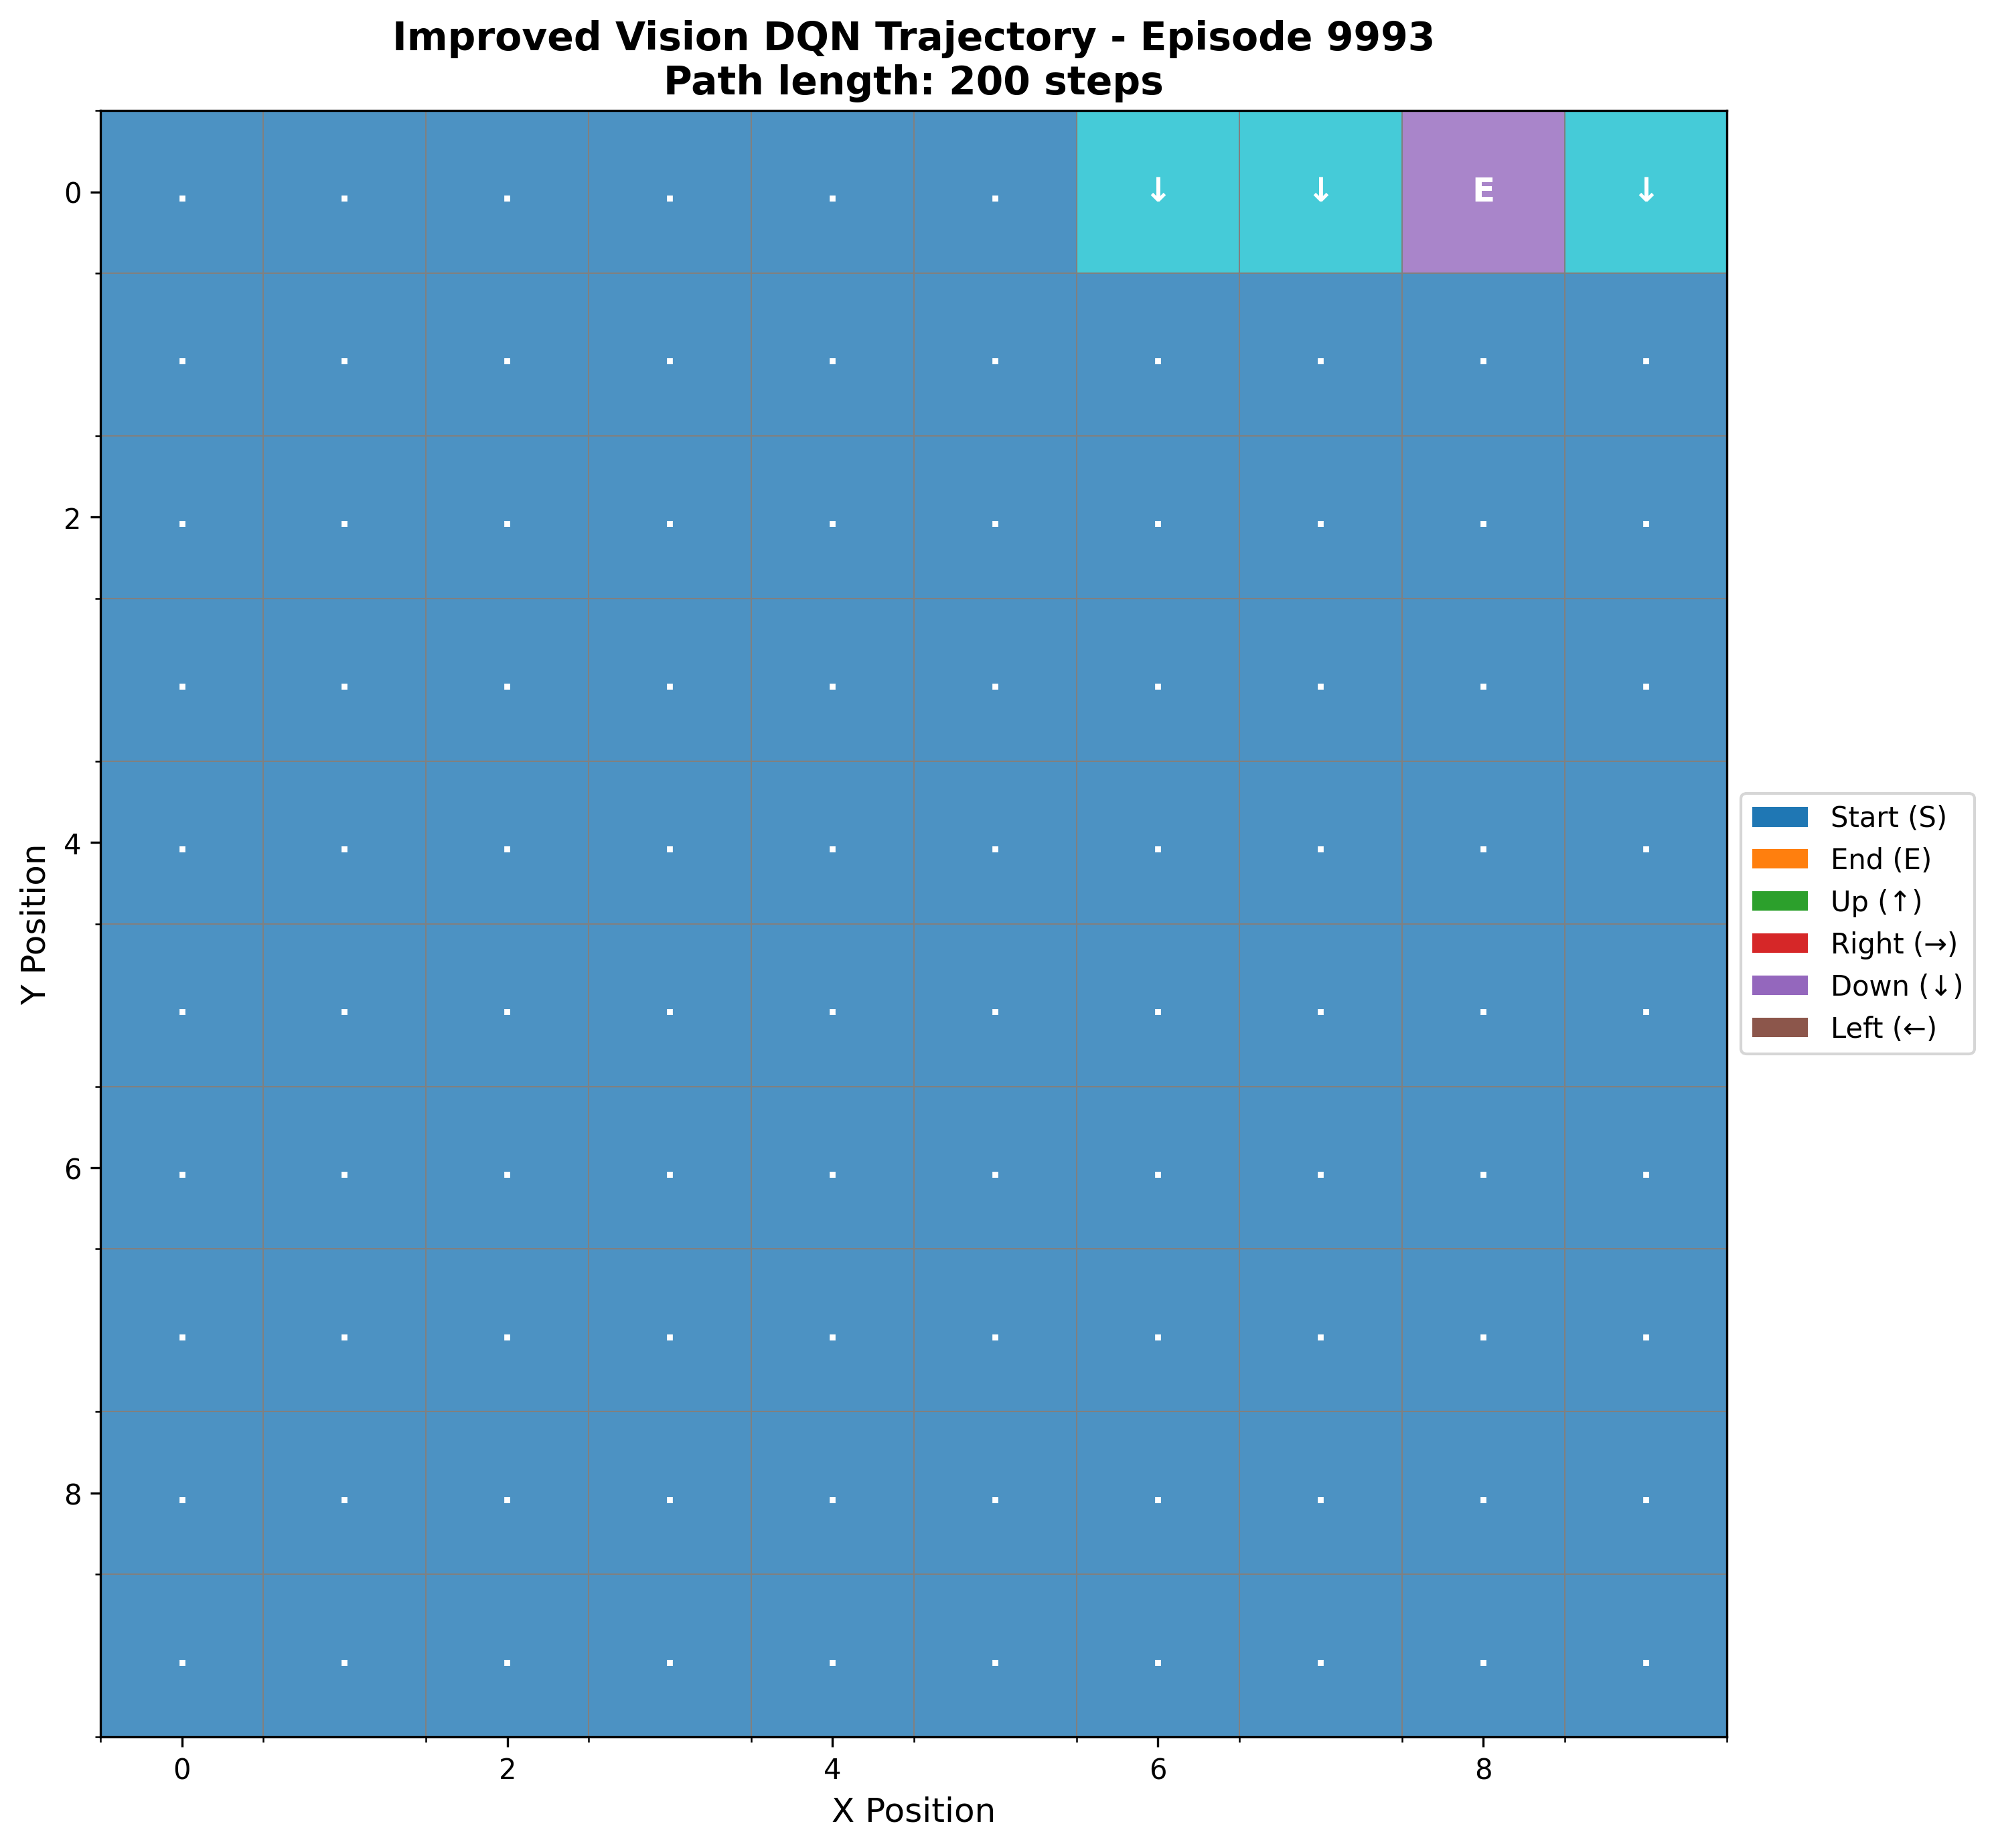 Improved Vision DQN Trajectory - Episode 9993
Path length: 200 steps
0 . . . . . . ↓ ↓ E ↓
. . . . . . . . . .
2 . . . . . . . . . .
. . . . . . . . . .
4 . . . . . . . . . .
. . . . . . . . . .
6 . . . . . . . . . .
. . . . . . . . . .
8 . . . . . . . . . .
. . . . . . . . . .
0 2 4 6 8
X Position
Y Position
Start (S)
End (E)
Up (↑)
Right (→)
Down (↓)
Left (←)